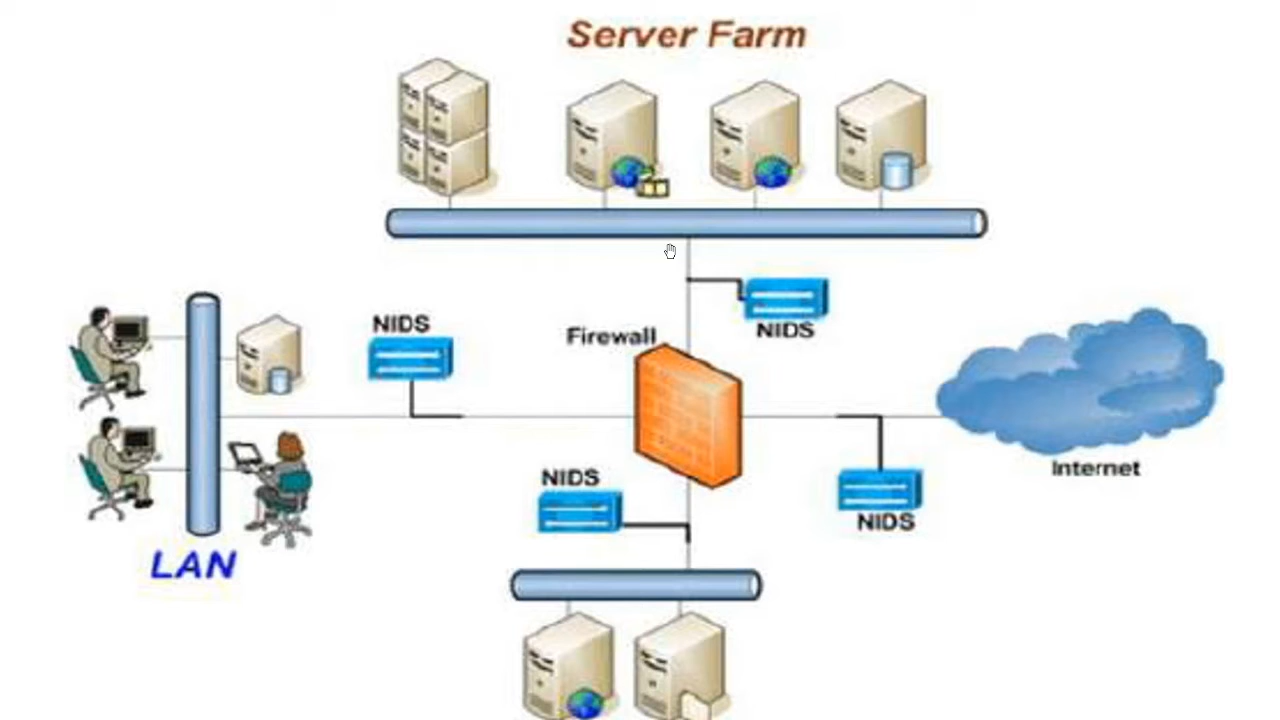 Server Farm
NIDS
NIDS
Firewall
Internet
NIDS
NIDS
LAN